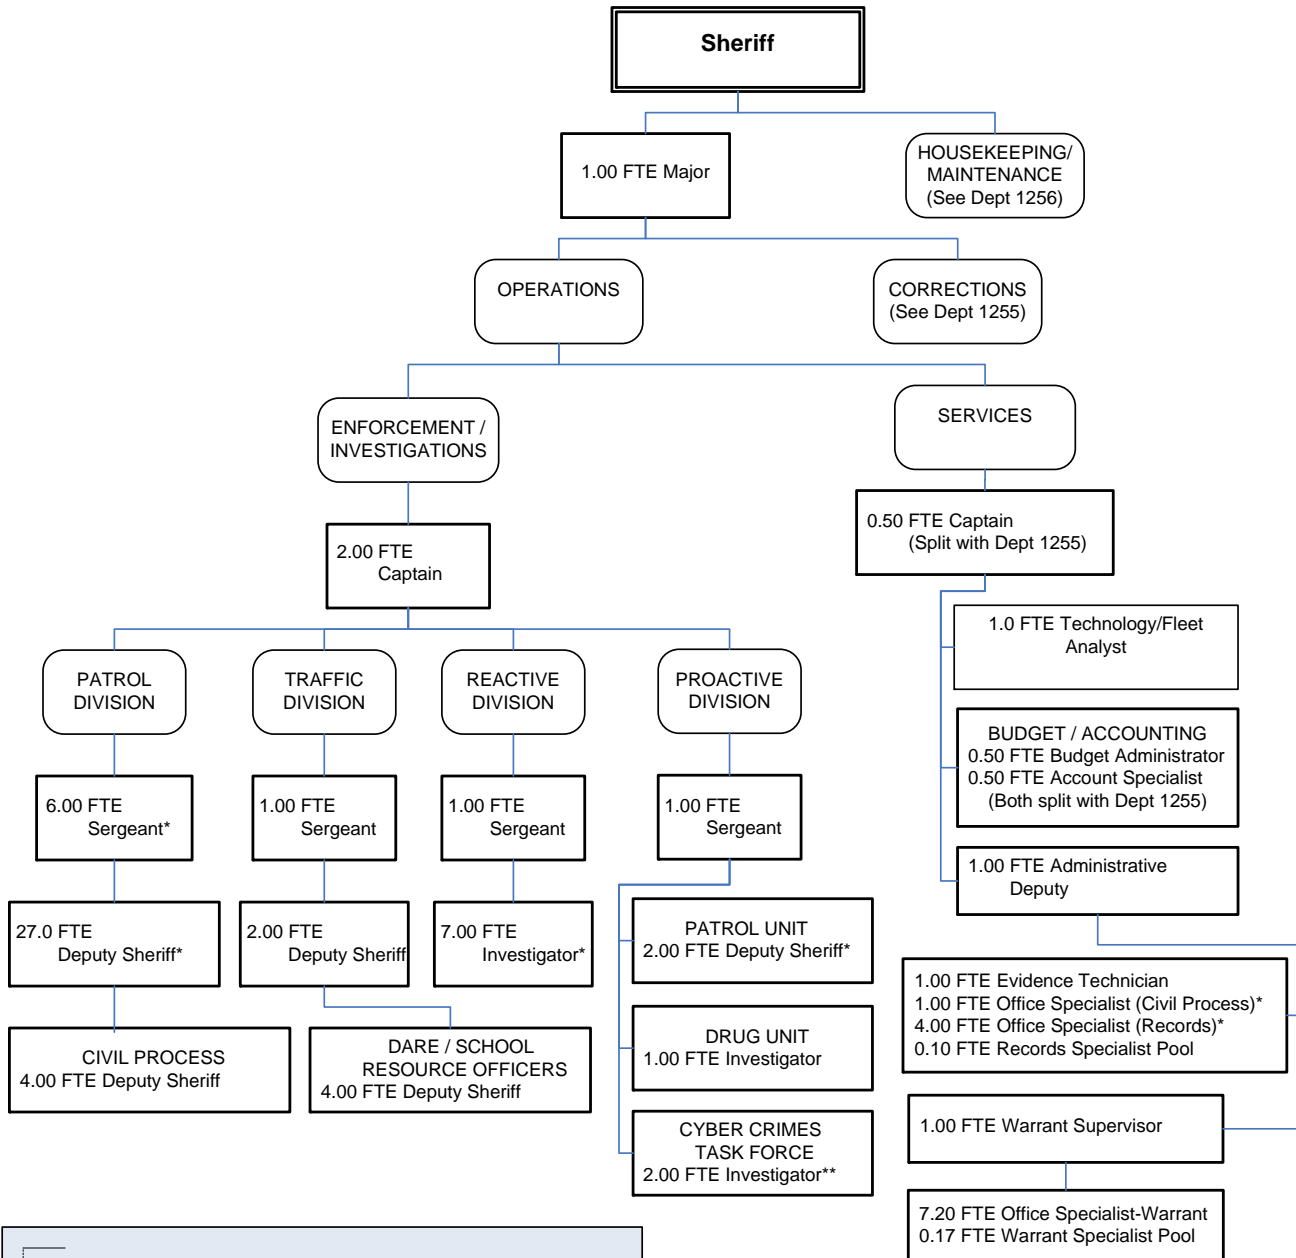 Sheriff
1.00 FTE Major
HOUSEKEEPING/
MAINTENANCE
(See Dept 1256)
OPERATIONS
CORRECTIONS
(See Dept 1255)
ENFORCEMENT /
INVESTIGATIONS
SERVICES
2.00 FTE
Captain
0.50 FTE Captain
(Split with Dept 1255)
1.0 FTE Technology/Fleet
Analyst
BUDGET / ACCOUNTING
0.50 FTE Budget Administrator
0.50 FTE Account Specialist
(Both split with Dept 1255)
1.00 FTE Administrative
Deputy
PATROL
DIVISION
TRAFFIC
DIVISION
REACTIVE
DIVISION
PROACTIVE
DIVISION
6.00 FTE
Sergeant*
1.00 FTE
Sergeant
1.00 FTE
Sergeant
1.00 FTE
Sergeant
27.0 FTE
Deputy Sheriff*
2.00 FTE
Deputy Sheriff
7.00 FTE
Investigator*
PATROL UNIT
2.00 FTE Deputy Sheriff*
CIVIL PROCESS
4.00 FTE Deputy Sheriff
DARE / SCHOOL
RESOURCE OFFICERS
4.00 FTE Deputy Sheriff
DRUG UNIT
1.00 FTE Investigator
CYBER CRIMES
TASK FORCE
2.00 FTE Investigator**
1.00 FTE Evidence Technician
1.00 FTE Office Specialist (Civil Process)*
4.00 FTE Office Specialist (Records)*
0.10 FTE Records Specialist Pool
1.00 FTE Warrant Supervisor
7.20 FTE Office Specialist-Warrant
0.17 FTE Warrant Specialist Pool